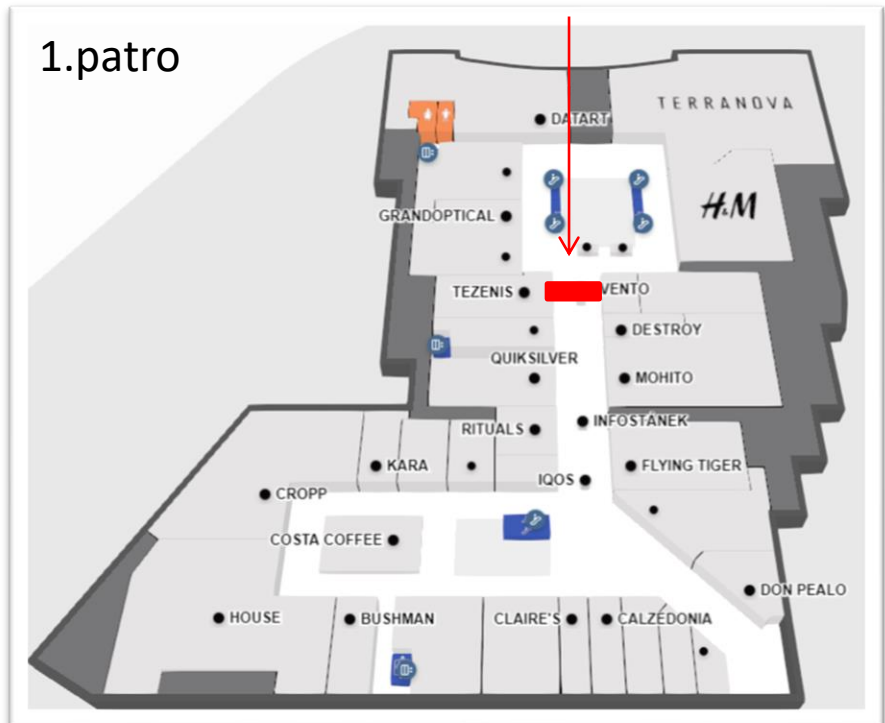 1.patro
TERRANOVA
DATART
H&M
GRANDOPTICAL
TEZENIS
VENTO
DESTROY
QUIKSILVER
MOHITO
INFOSTÁNEK
RITUALS
KARA
FLYING TIGER
IQOS
CROPP
COSTA COFFEE
DON PEALO
HOUSE
BUSHMAN
CLAIRE'S
CALZEDONIA